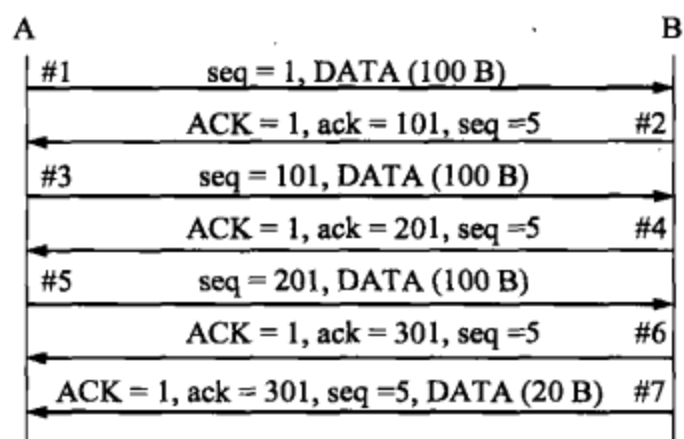 A B
#1 seq = 1, DATA (100 B)
ACK = 1, ack = 101, seq =5 #2
#3 seq = 101, DATA (100 B)
ACK = 1, ack = 201, seq =5 #4
#5 seq = 201, DATA (100 B)
ACK = 1, ack = 301, seq =5 #6
ACK = 1, ack = 301, seq =5, DATA (20 B) #7